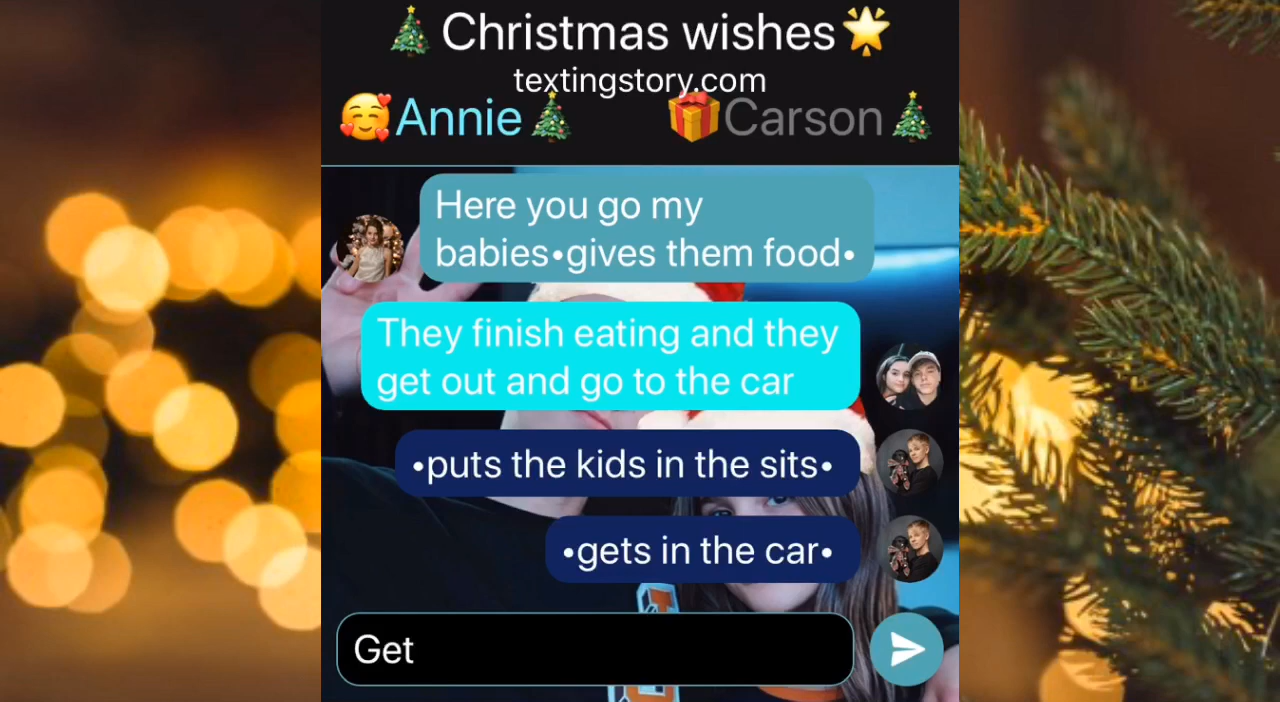 🎄Christmas wishes🌟
textingstory.com
🥰Annie🎄 🎁Carson🎄
Here you go my
babies•gives them food•
They finish eating and they
get out and go to the car
•puts the kids in the sits•
•gets in the car•
Get